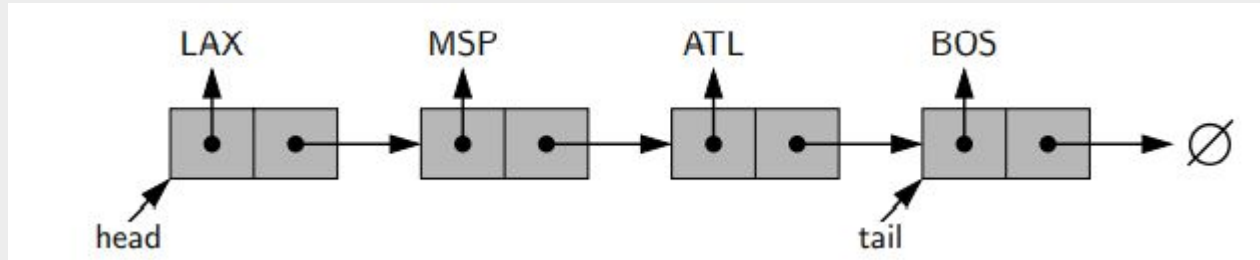 LAX MSP ATL BOS
∅
head tail